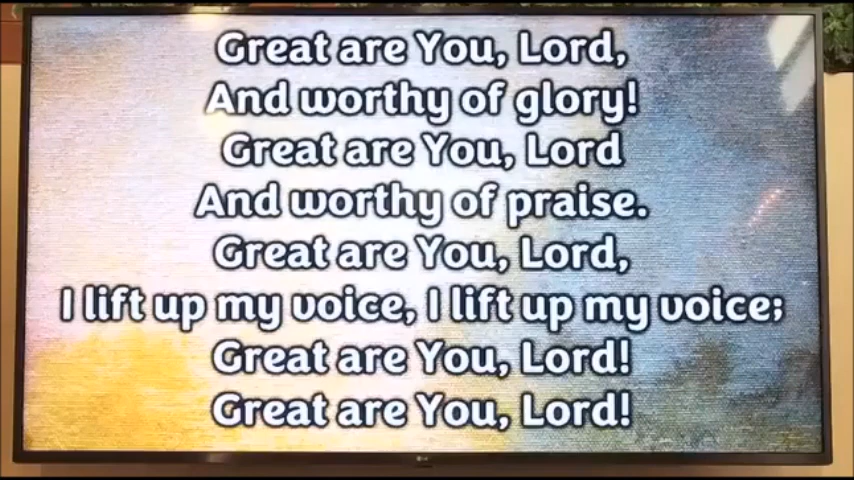 Great are You, Lord,
And worthy of glory!
Great are You, Lord
And worthy of praise.
Great are You, Lord,
I lift up my voice, I lift up my voice;
Great are You, Lord!
Great are You, Lord!
LG